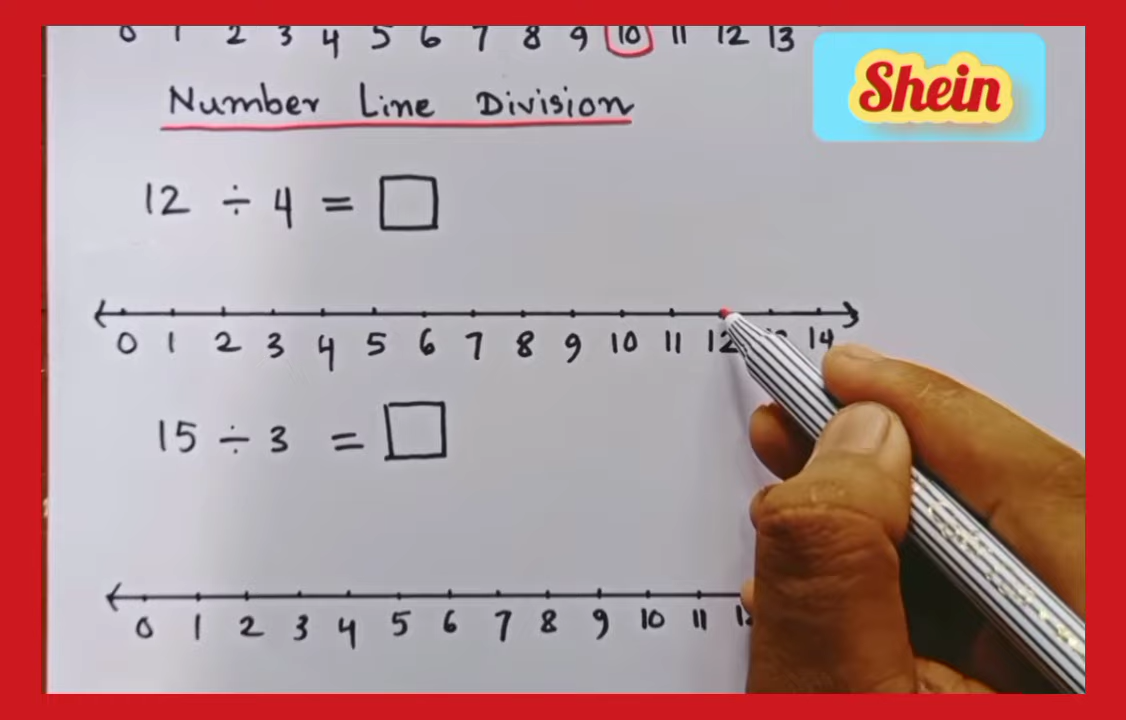 0 1 2 3 4 5 6 7 8 9 10 11 12 13
Shein
Number Line Division
12 ÷ 4 = □
0 1 2 3 4 5 6 7 8 9 10 11 12 14
15 ÷ 3 = □
0 1 2 3 4 5 6 7 8 9 10 11